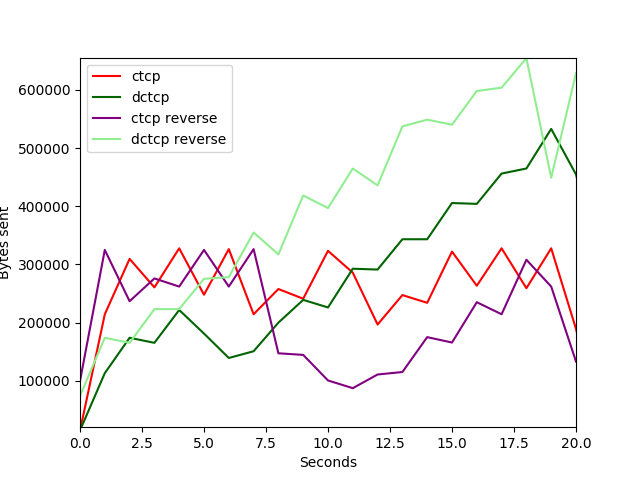 ctcp
dctcp
ctcp reverse
dctcp reverse
600000
500000
400000
300000
200000
100000
Bytes sent
0.0 2.5 5.0 7.5 10.0 12.5 15.0 17.5 20.0
Seconds